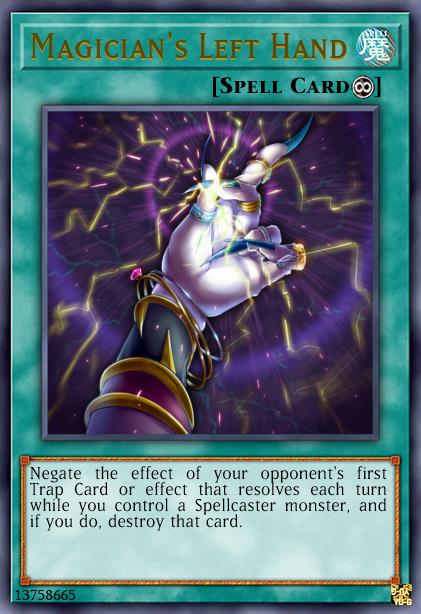 MAGICIAN'S LEFT HAND
SPELL
魔
[SPELL CARD]
Negate the effect of your opponent's first
Trap Card or effect that resolves each turn
while you control a Spellcaster monster, and
if you do, destroy that card.
13758665